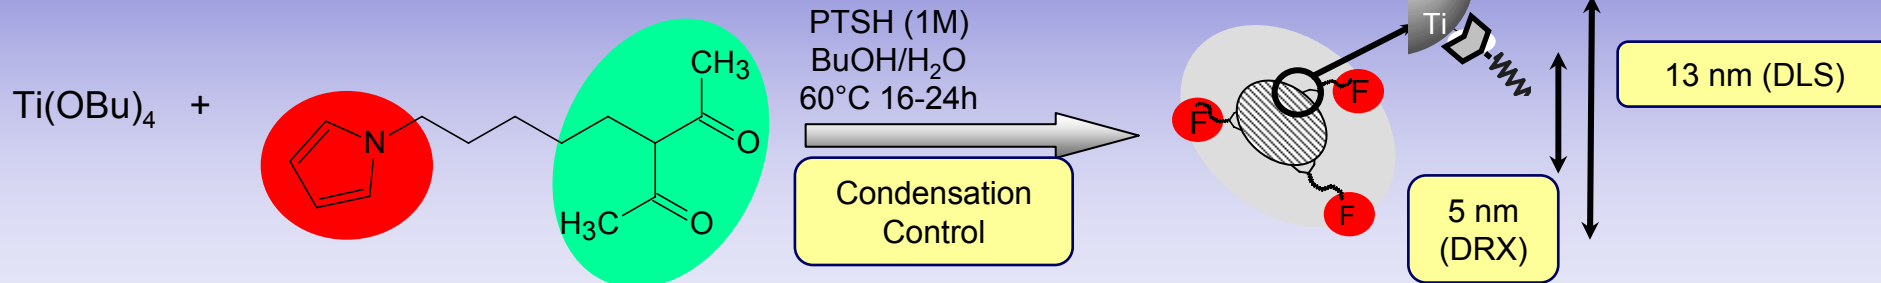 Ti(OBu)₄ +
N
CH₃
O
H₃C
O
PTSH (1M)
BuOH/H₂O
60°C 16-24h
Condensation
Control
F
F
F
Ti
5 nm
(DRX)
13 nm (DLS)